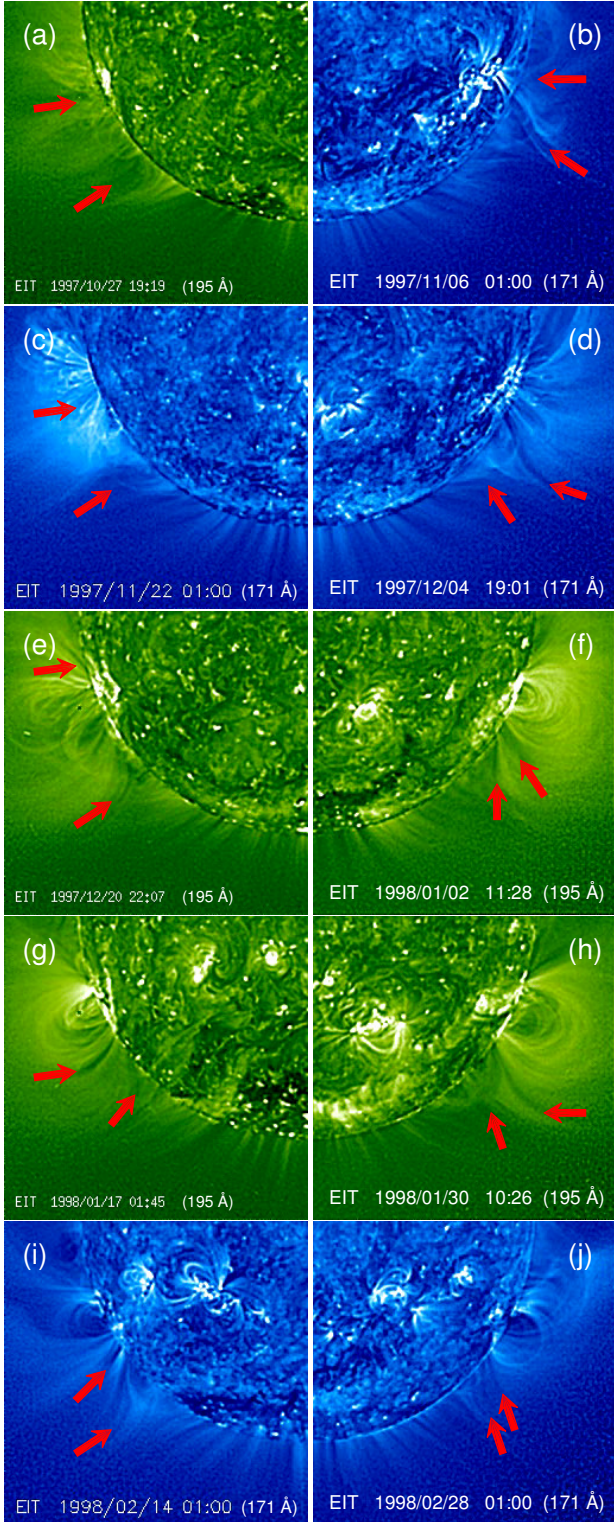 (a)
EIT 1997/10/27 19:19 (195 Å)
(b)
EIT 1997/11/06 01:00 (171 Å)
(c)
EIT 1997/11/22 01:00 (171 Å)
(d)
EIT 1997/12/04 19:01 (171 Å)
(e)
EIT 1997/12/20 22:07 (195 Å)
(f)
EIT 1998/01/02 11:28 (195 Å)
(g)
EIT 1998/01/17 01:45 (195 Å)
(h)
EIT 1998/01/30 10:26 (195 Å)
(i)
EIT 1998/02/14 01:00 (171 Å)
(j)
EIT 1998/02/28 01:00 (171 Å)